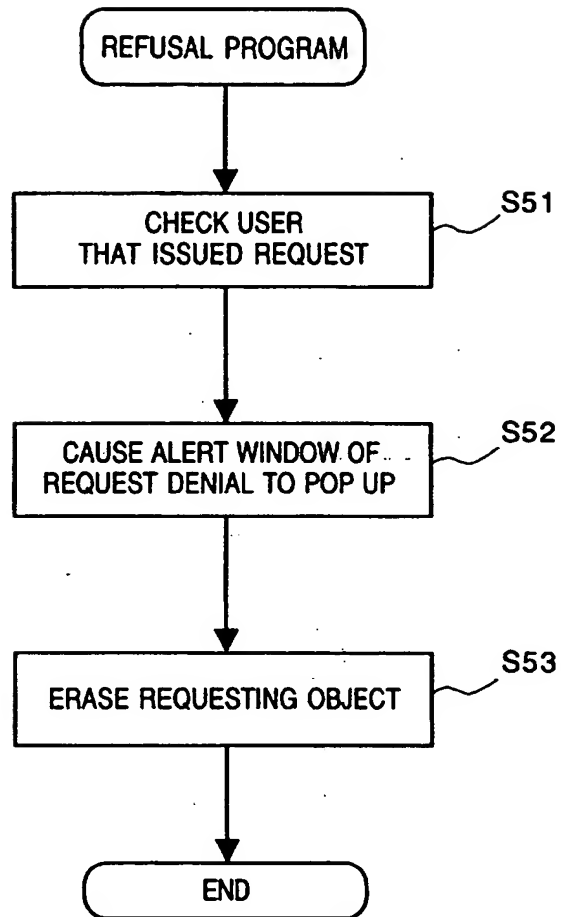 REFUSAL PROGRAM
CHECK USER
THAT ISSUED REQUEST
S51
CAUSE ALERT WINDOW OF
REQUEST DENIAL TO POP UP
S52
ERASE REQUESTING OBJECT
S53
END